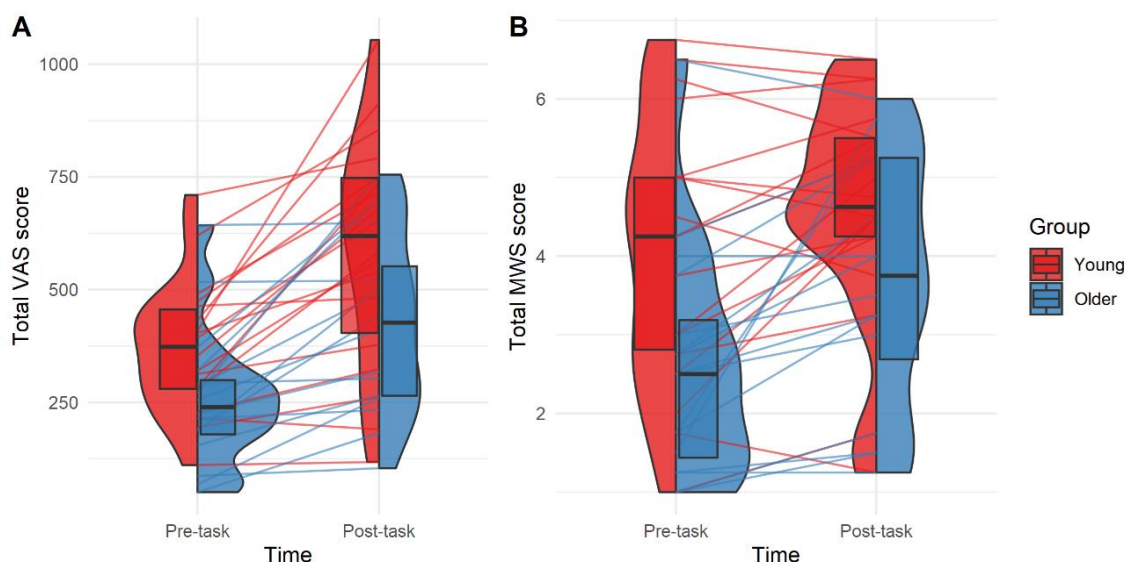 A
Total VAS score
1000
750
500
250
Pre-task
Post-task
Time
B
Total MWS score
6
4
2
Pre-task
Post-task
Time
Group
Young
Older